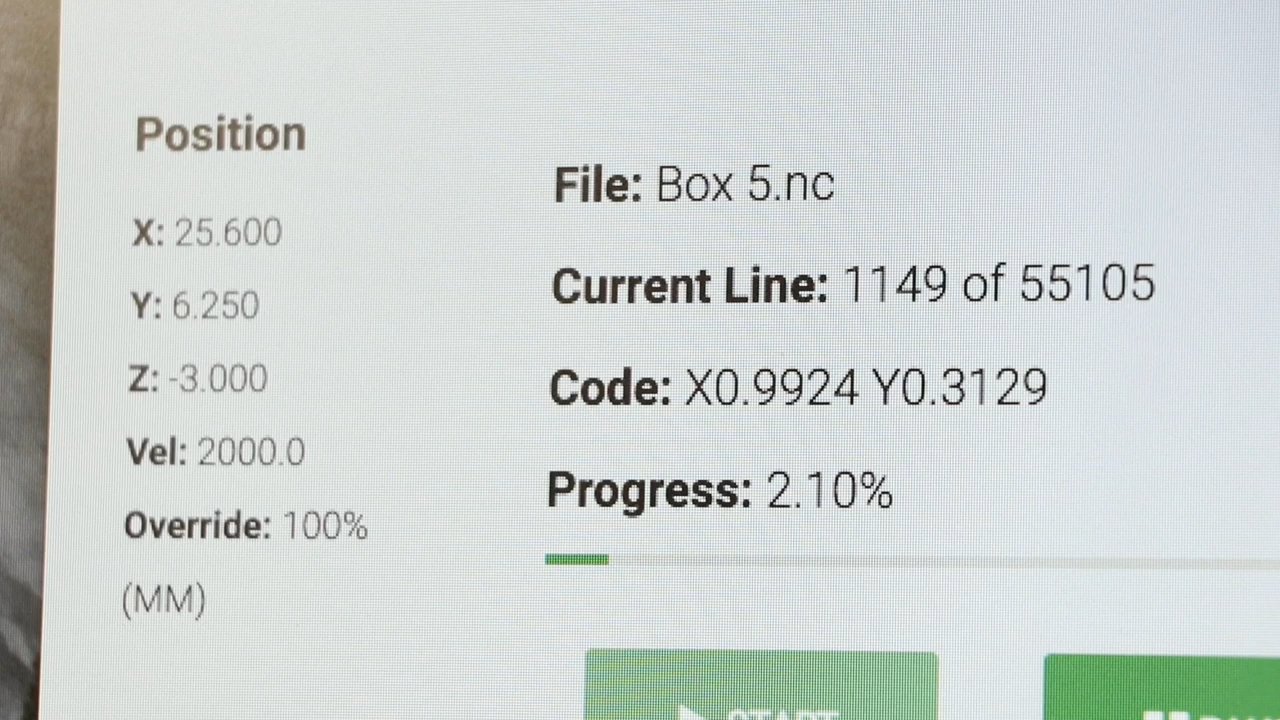 Position
X: 25.600
Y: 6.250
Z: -3.000
Vel: 2000.0
Override: 100%
(MM)
File: Box 5.nc
Current Line: 1149 of 55105
Code: X0.9924 Y0.3129
Progress: 2.10%
START